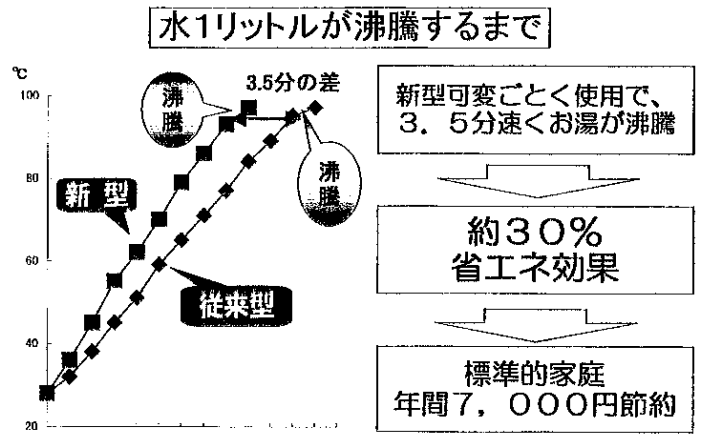 水1リットルが沸騰するまで
℃
3.5分の差
100
80
60
40
20
沸騰
沸騰
新型
従来型
新型可変ごとく使用で、
3．5分速くお湯が沸騰
約30％
省エネ効果
標準的家庭
年間7，000円節約